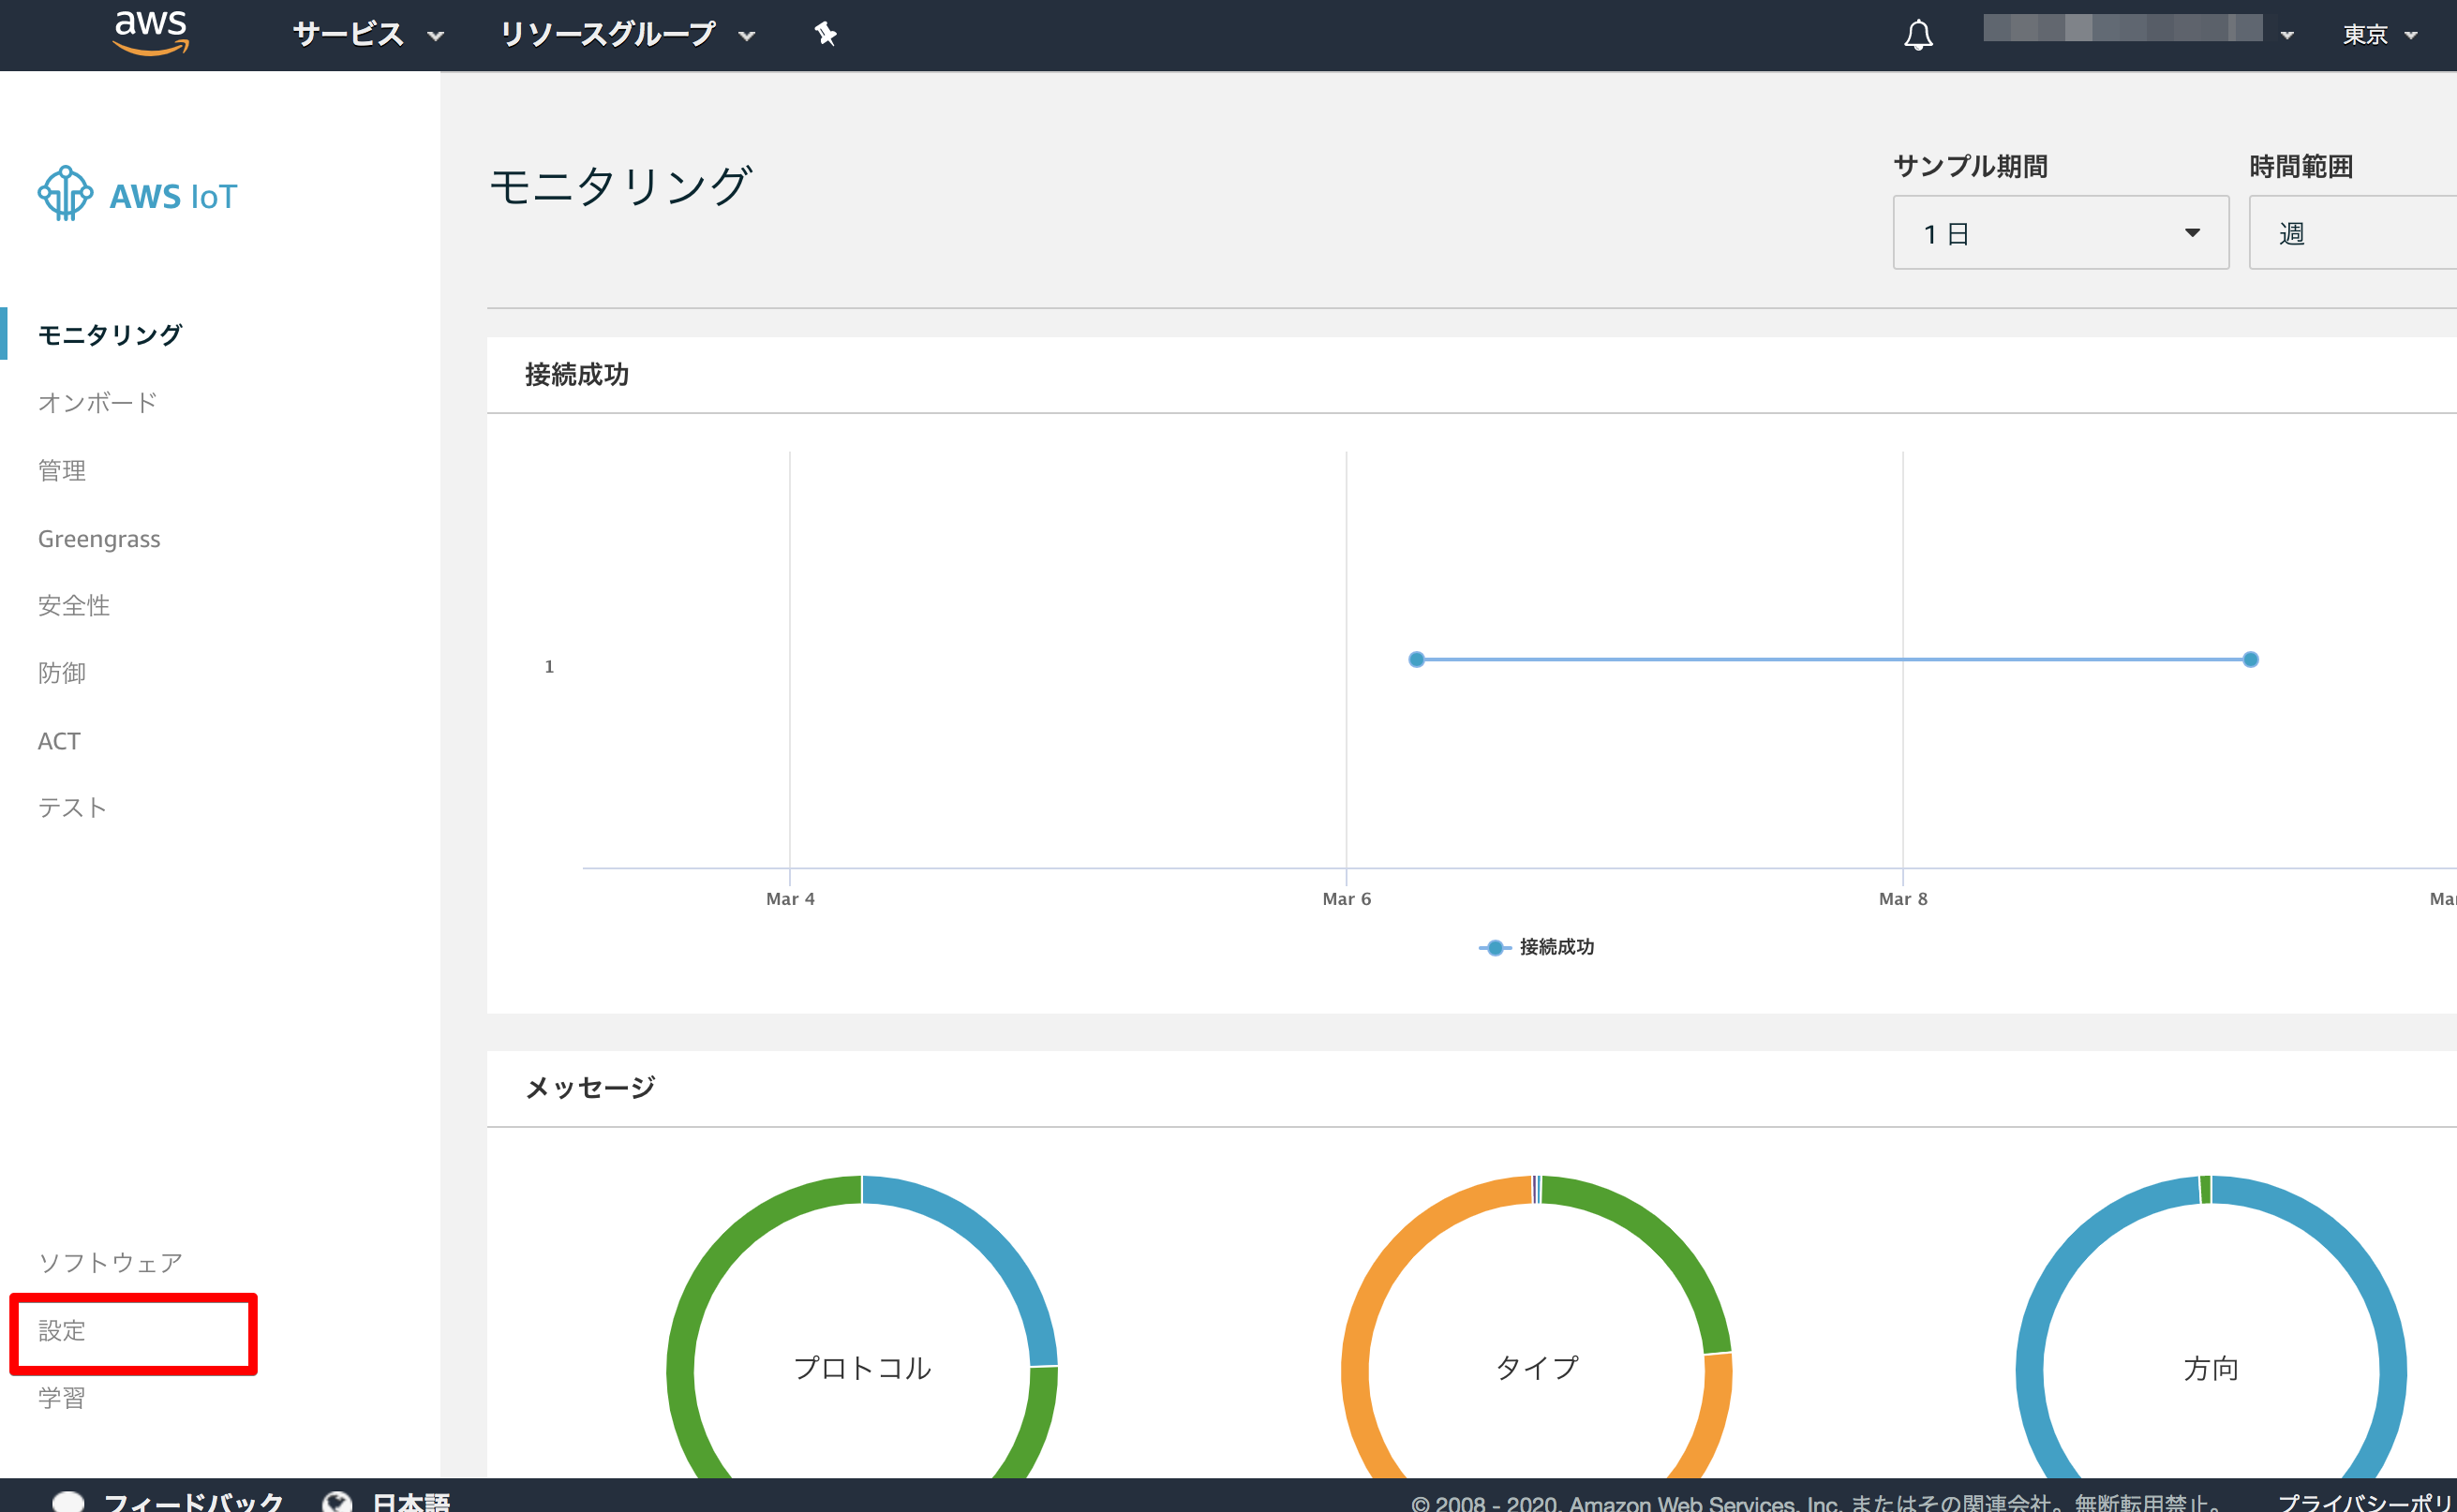 aws
サービス
リソースグループ
東京
AWS IoT
モニタリング
オンボード
管理
Greengrass
安全性
防御
ACT
テスト
ソフトウェア
設定
学習
モニタリング
サンプル期間
1 日
時間範囲
週
接続成功
1
Mar 4
Mar 6
Mar 8
接続成功
メッセージ
プロトコル
タイプ
方向
フィードバック
日本語
© 2008 - 2020, Amazon Web Services, Inc. またはその関連会社。無断転用禁止。
プライバシーポリ